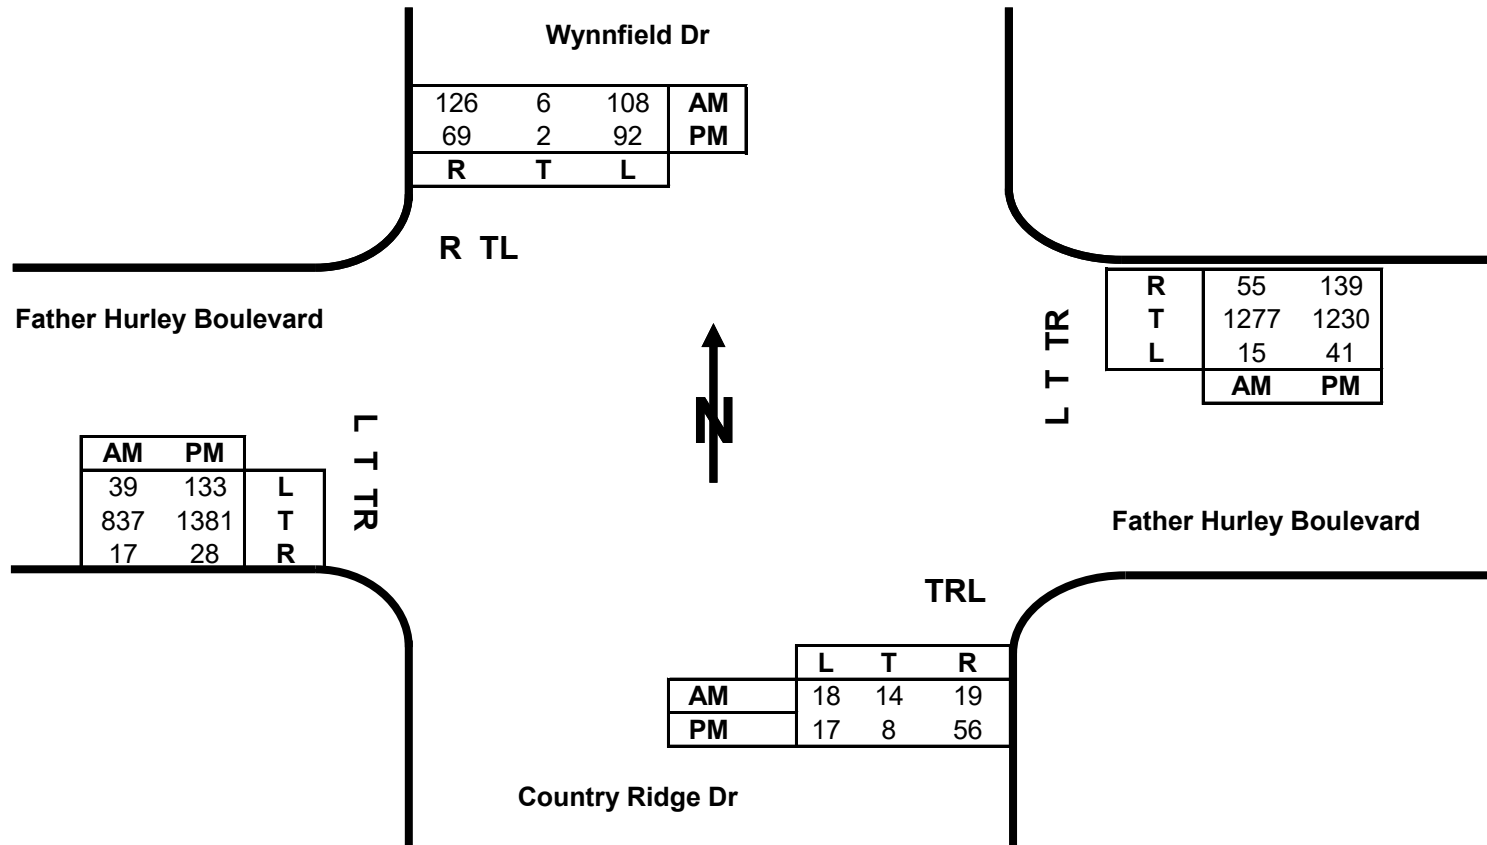 Wynnfield Dr
126 6 108 AM
69 2 92 PM
R T L
R TL
Father Hurley Boulevard
R 55 139
T 1277 1230
L 15 41
AM PM
L T TR
N
L T TR
AM PM
39 133 L
837 1381 T
17 28 R
Father Hurley Boulevard
TRL
L T R
AM 18 14 19
PM 17 8 56
Country Ridge Dr